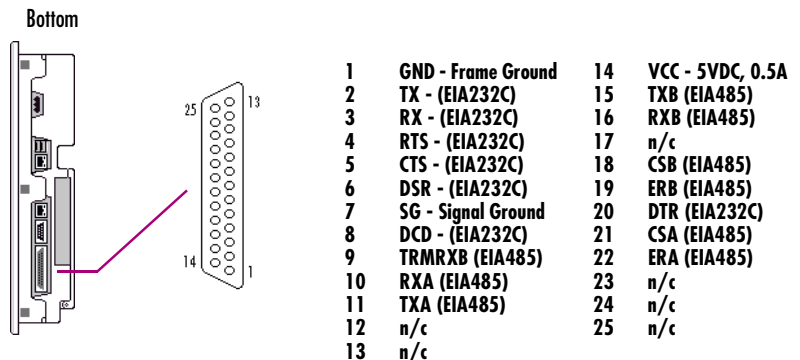 Bottom
25
13
14
1
1 GND - Frame Ground
2 TX - (EIA232C)
3 RX - (EIA232C)
4 RTS - (EIA232C)
5 CTS - (EIA232C)
6 DSR - (EIA232C)
7 SG - Signal Ground
8 DCD - (EIA232C)
9 TRMRXB (EIA485)
10 RXA (EIA485)
11 TXA (EIA485)
12 n/c
13 n/c
14 VCC - 5VDC, 0.5A
15 TXB (EIA485)
16 RXB (EIA485)
17 n/c
18 CSB (EIA485)
19 ERB (EIA485)
20 DTR (EIA232C)
21 CSA (EIA485)
22 ERA (EIA485)
23 n/c
24 n/c
25 n/c